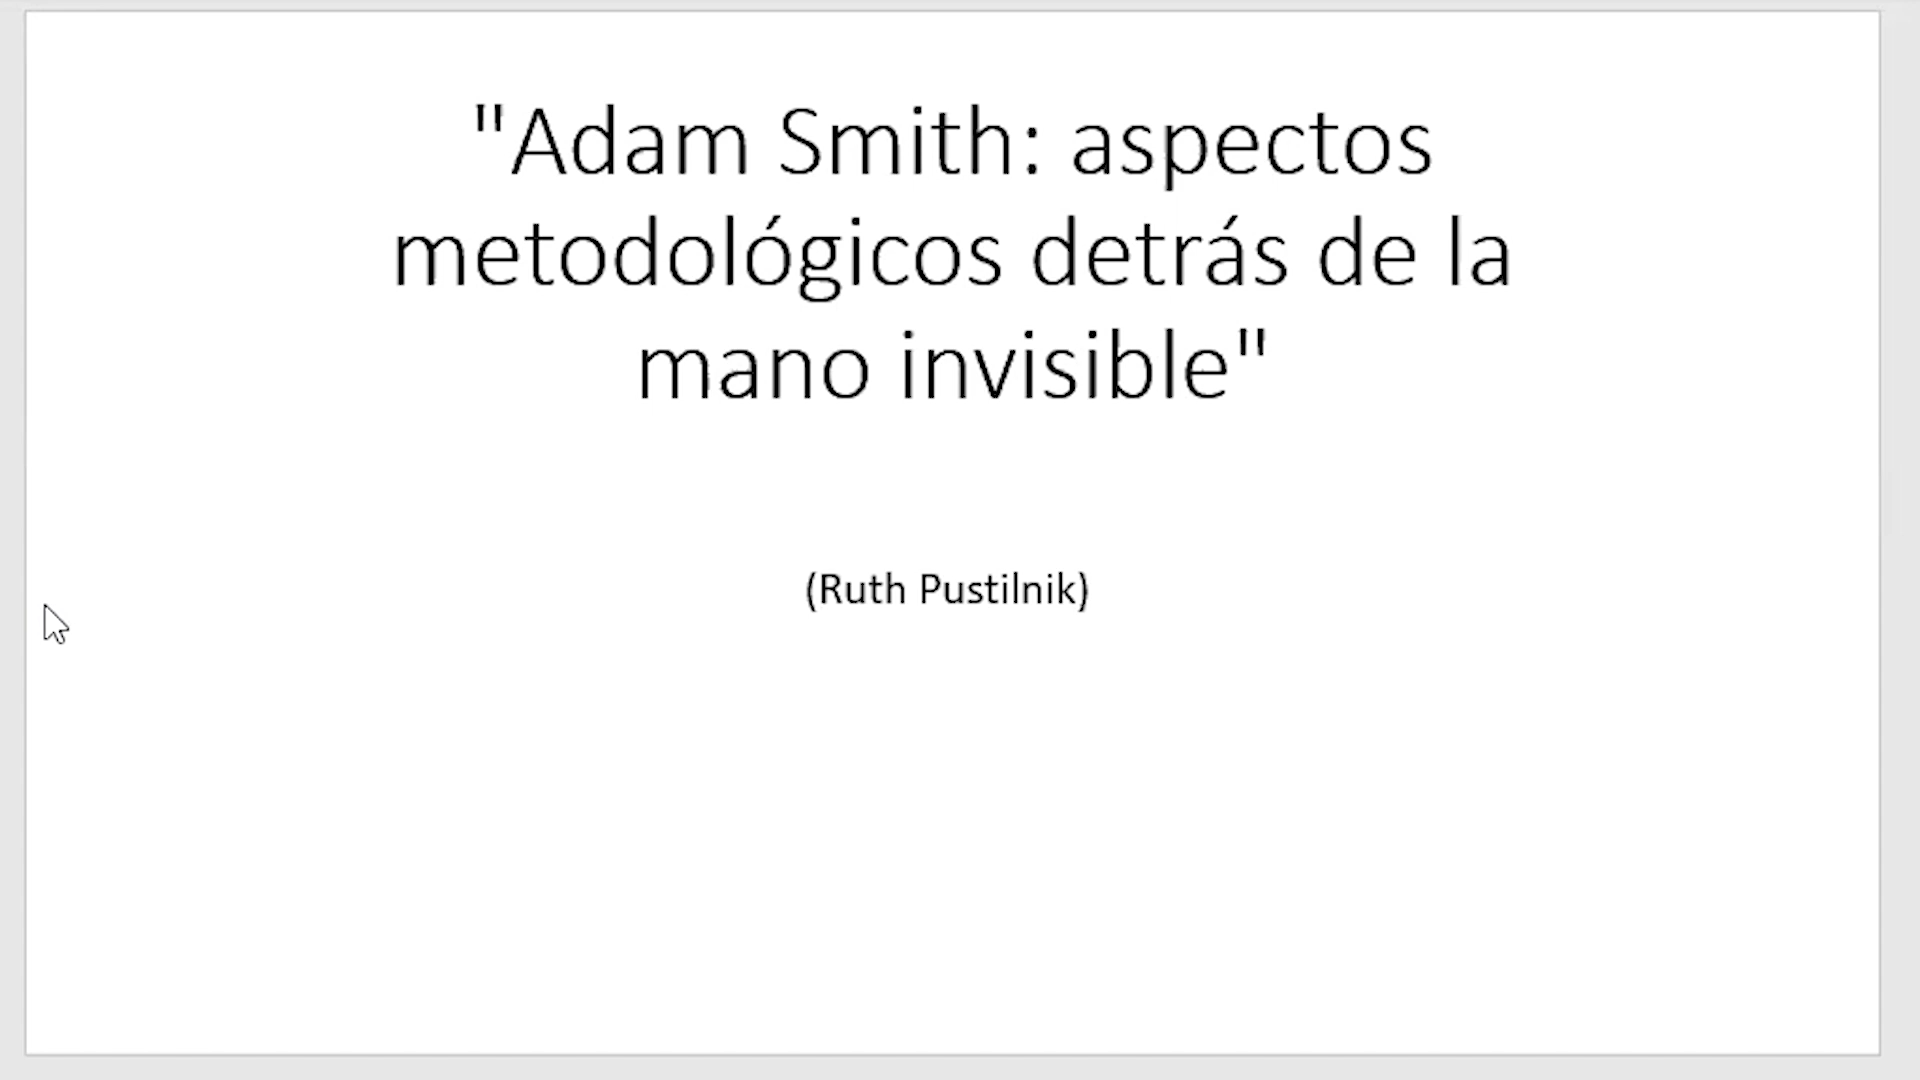 "Adam Smith: aspectos
metodológicos detrás de la
mano invisible"
(Ruth Pustilnik)